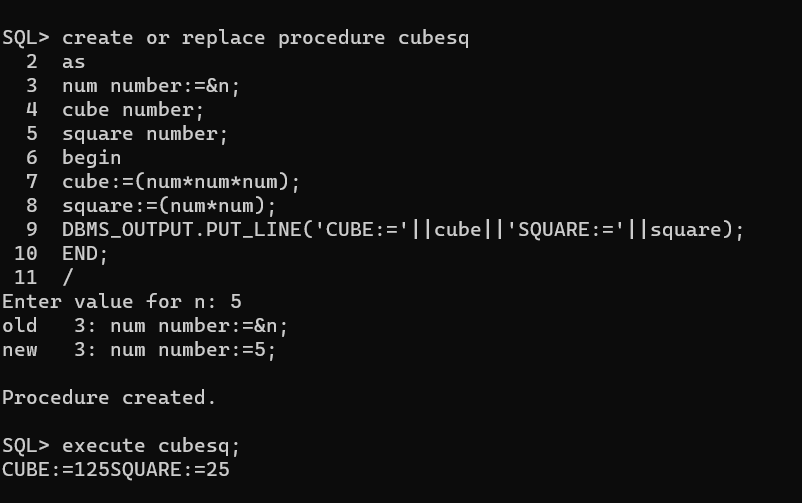 SQL> create or replace procedure cubesq
  2  as
  3  num number:=&n;
  4  cube number;
  5  square number;
  6  begin
  7  cube:=(num*num*num);
  8  square:=(num*num);
  9  DBMS_OUTPUT.PUT_LINE('CUBE:='||cube||'SQUARE:='||square);
 10  END;
 11  /
Enter value for n: 5
old   3: num number:=&n;
new   3: num number:=5;
Procedure created.
SQL> execute cubesq;
CUBE:=125SQUARE:=25